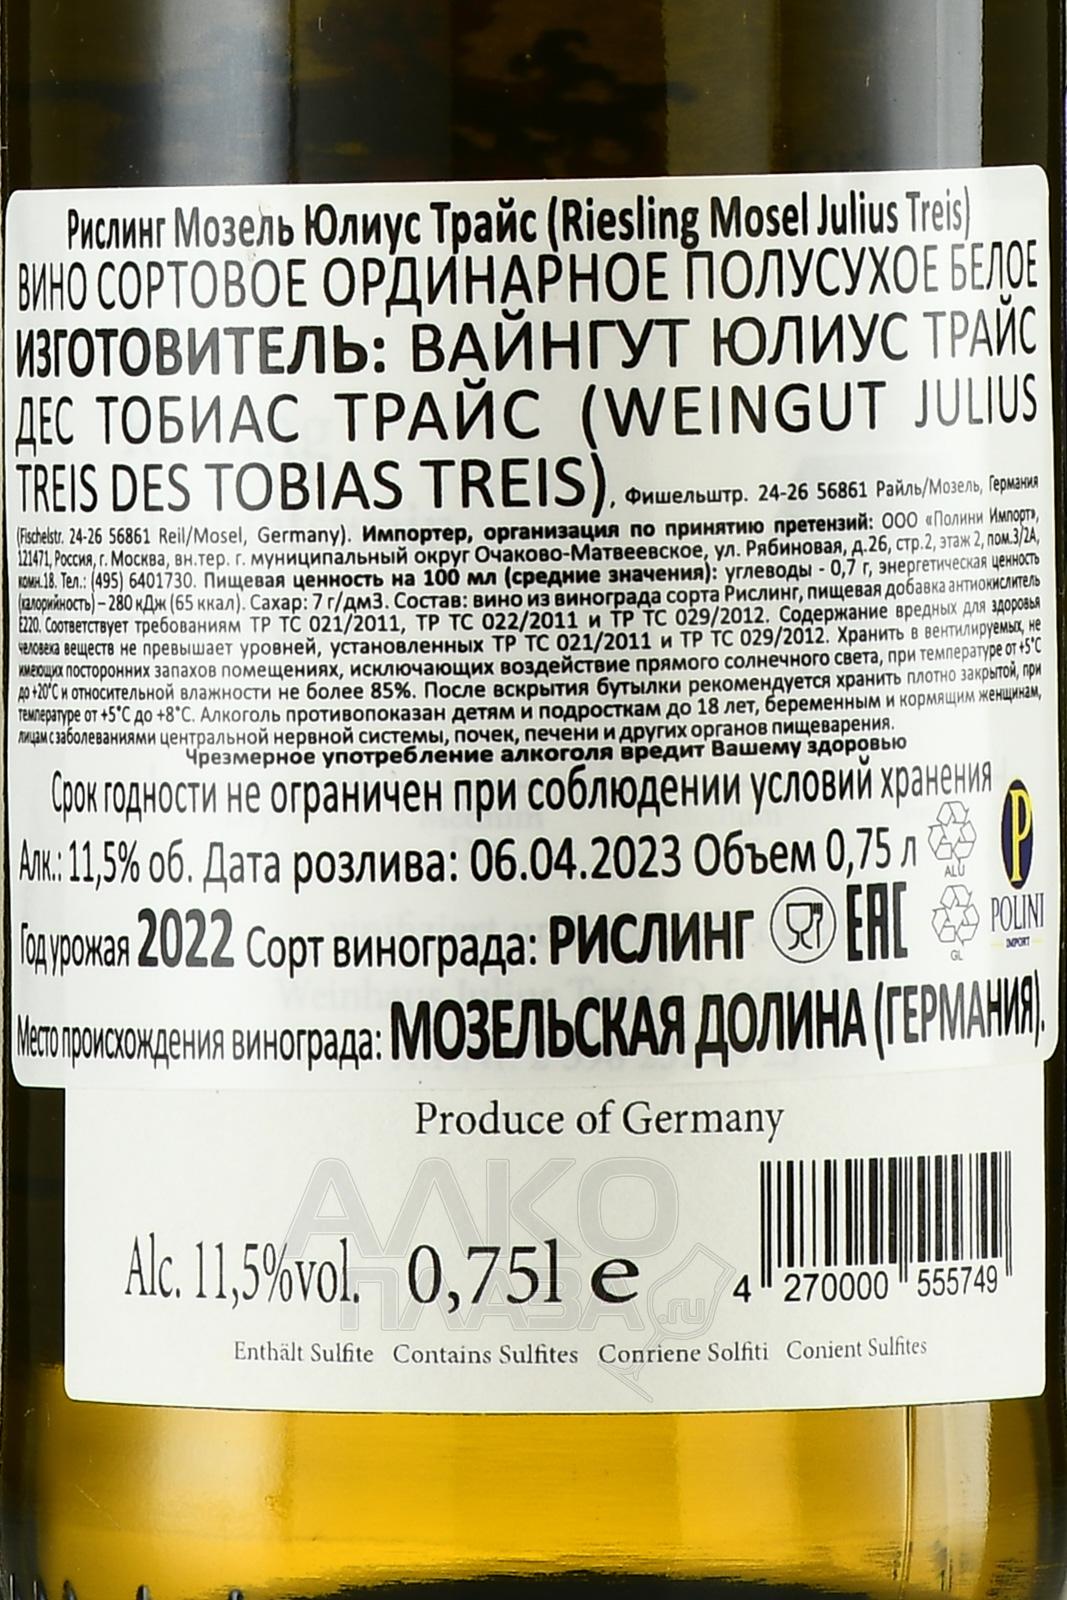 Рислинг Мозель Юлиус Трайс (Riesling Mosel Julius Treis)
ВИНО СОРТОВОЕ ОРДИНАРНОЕ ПОЛУСУХОЕ БЕЛОЕ
ИЗГОТОВИТЕЛЬ: ВАЙНГУТ ЮЛИУС ТРАЙС
ДЕС ТОБИАС ТРАЙС (WEINGUT JULIUS
TREIS DES TOBIAS TREIS), Фишельштр. 24-26 56861 Райль/Мозель, Германия
(Fischelstr. 24-26 56861 Reil/Mosel, Germany). Импортер, организация по принятию претензий: ООО «Полини Импорт»,
121471, Россия, г. Москва, вн.тер. г. муниципальный округ Очаково-Матвеевское, ул. Рябиновая, д.26, стр.2, этаж 2, пом.3/2А,
комн.18. Тел.: (495) 6401730. Пищевая ценность на 100 мл (средние значения): углеводы - 0,7 г, энергетическая ценность
(калорийность) – 280 кДж (65 ккал). Сахар: 7 г/дм3. Состав: вино из винограда сорта Рислинг, пищевая добавка антиокислитель
Е220. Соответствует требованиям ТР ТС 021/2011, ТР ТС 022/2011 и ТР ТС 029/2012. Содержание вредных для здоровья
человека веществ не превышает уровней, установленных ТР ТС 021/2011 и ТР ТС 029/2012. Хранить в вентилируемых, не
имеющих посторонних запахов помещениях, исключающих воздействие прямого солнечного света, при температуре от +5°С
до +20°С и относительной влажности не более 85%. После вскрытия бутылки рекомендуется хранить плотно закрытой, при
температуре от +5°С до +8°С. Алкоголь противопоказан детям и подросткам до 18 лет, беременным и кормящим женщинам,
лицам с заболеваниями центральной нервной системы, почек, печени и других органов пищеварения.
Чрезмерное употребление алкоголя вредит Вашему здоровью
Срок годности не ограничен при соблюдении условий хранения
Алк.: 11,5% об. Дата розлива: 06.04.2023 Объем 0,75 л
ALU
P
Год урожая 2022 Сорт винограда: РИСЛИНГ
EAC
GL
POLINI
IMPORT
Место происхождения винограда: МОЗЕЛЬСКАЯ ДОЛИНА (ГЕРМАНИЯ).
Produce of Germany
АЛКО
ПЛАЗА .ru
Alc. 11,5%vol. 0,75l e
4 270000 555749
Enthält Sulfite Contains Sulfites Conriene Solfiti Conient Sulfites